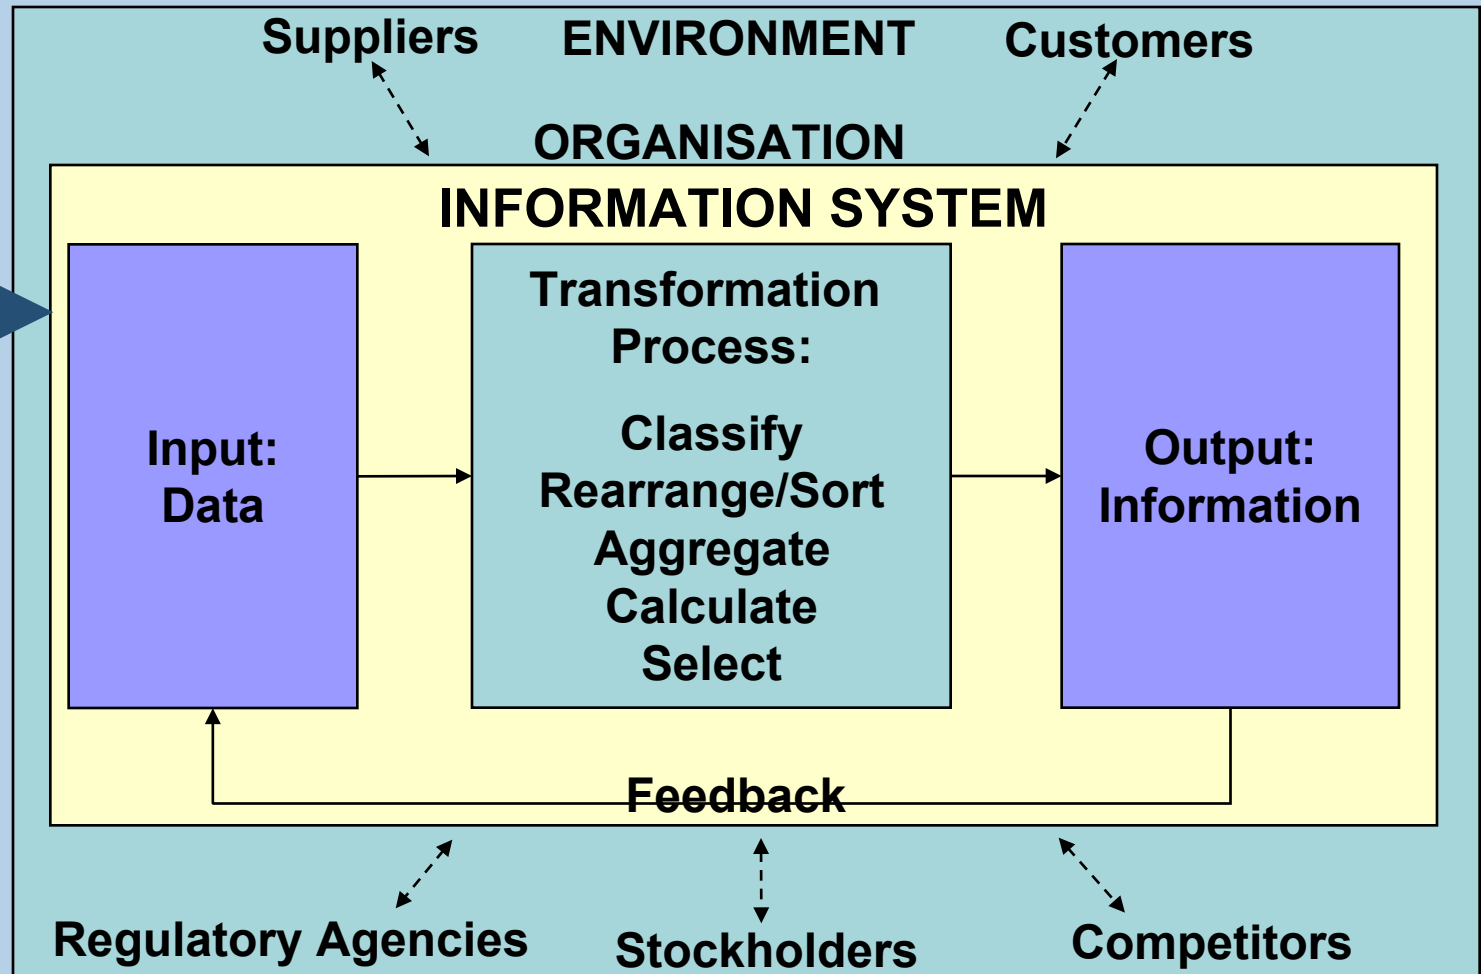 Suppliers ENVIRONMENT Customers
ORGANISATION
INFORMATION SYSTEM
Input:
Data
Transformation
Process:
Classify
Rearrange/Sort
Aggregate
Calculate
Select
Output:
Information
Feedback
Regulatory Agencies Stockholders Competitors